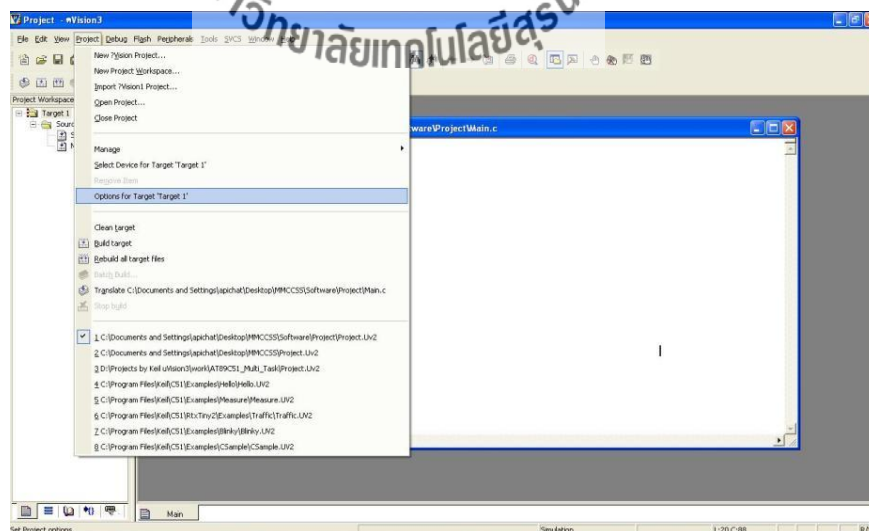 Project - µVision3
File Edit View Project Debug Flash Peripherals Tools SVCS Window Help
วิทยาลัยเทคโนโลยีสุร
New ?Vision Project...
New Project Workspace...
Import ?Vision1 Project...
Open Project...
Close Project
Manage
Select Device for Target 'Target 1'
Remove Item
Options for Target 'Target 1'
Clean target
Build target
Rebuild all target files
Batch Build...
Translate C:\Documents and Settings\apichat\Desktop\MMCCSS\Software\Project\Main.c
Stop build
1 C:\Documents and Settings\apichat\Desktop\MMCCSS\Software\Project\Project.Uv2
2 C:\Documents and Settings\apichat\Desktop\MMCCSS\Project.Uv2
3 D:\Projects by Keil uVision3\work\AT89C51_Multi_Task\Project.Uv2
4 C:\Program Files\Keil\C51\Examples\Hello\Hello.UV2
5 C:\Program Files\Keil\C51\Examples\Measure\Measure.UV2
6 C:\Program Files\Keil\C51\RtxTiny2\Examples\Traffic\Traffic.UV2
7 C:\Program Files\Keil\C51\Examples\Blinky\Blinky.UV2
8 C:\Program Files\Keil\C51\Examples\CSample\CSample.UV2
Project Workspace
Target 1
Sourc
ware\Project\Main.c
Main
Set Project options
Simulation
L:20 C:88
R/